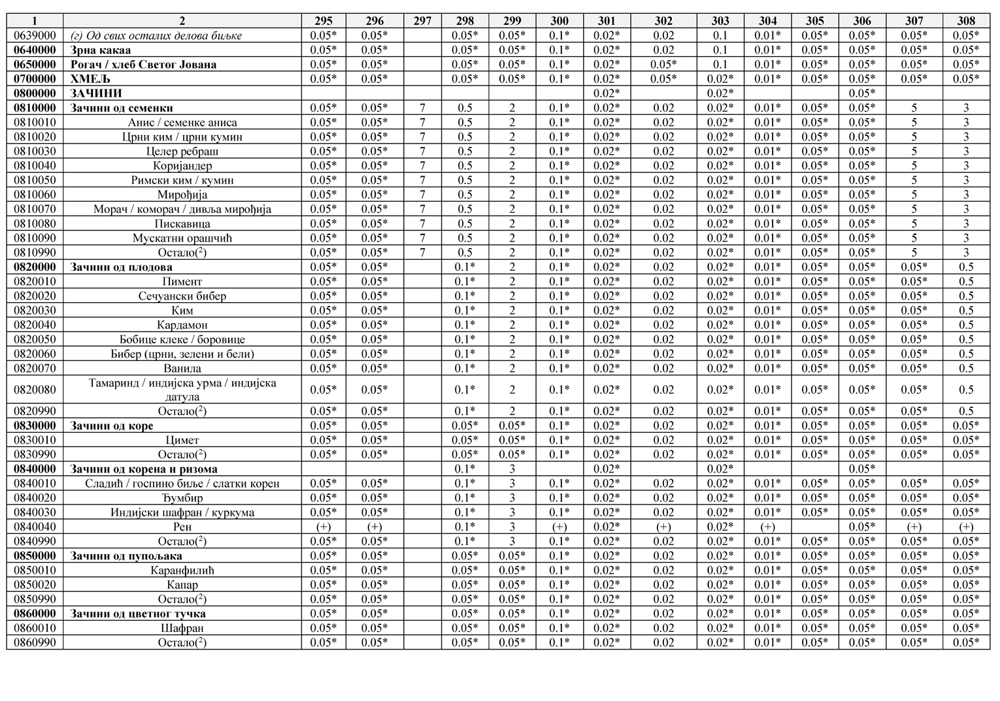 1 2 295 296 297 298 299 300 301 302 303 304 305 306 307 308
0639000 (г) Од свих осталих делова биљке 0.05* 0.05* 0.05* 0.05* 0.1* 0.02* 0.02 0.1 0.01* 0.05* 0.05* 0.05* 0.05*
0640000 Зрна какаа 0.05* 0.05* 0.05* 0.05* 0.1* 0.02* 0.02 0.1 0.01* 0.05* 0.05* 0.05* 0.05*
0650000 Рогач / хлеб Светог Јована 0.05* 0.05* 0.05* 0.05* 0.1* 0.02* 0.05* 0.1 0.01* 0.05* 0.05* 0.05* 0.05*
0700000 ХМЕЉ 0.05* 0.05* 0.05* 0.05* 0.1* 0.02* 0.05* 0.02* 0.01* 0.05* 0.05* 0.05* 0.05*
0800000 ЗАЧИНИ 0.02* 0.02* 0.05*
0810000 Зачини од семенки 0.05* 0.05* 7 0.5 2 0.1* 0.02* 0.02 0.02* 0.01* 0.05* 0.05* 5 3
0810010 Анис / семенке аниса 0.05* 0.05* 7 0.5 2 0.1* 0.02* 0.02 0.02* 0.01* 0.05* 0.05* 5 3
0810020 Црни ким / црни кумин 0.05* 0.05* 7 0.5 2 0.1* 0.02* 0.02 0.02* 0.01* 0.05* 0.05* 5 3
0810030 Целер ребраш 0.05* 0.05* 7 0.5 2 0.1* 0.02* 0.02 0.02* 0.01* 0.05* 0.05* 5 3
0810040 Коријандер 0.05* 0.05* 7 0.5 2 0.1* 0.02* 0.02 0.02* 0.01* 0.05* 0.05* 5 3
0810050 Римски ким / кумин 0.05* 0.05* 7 0.5 2 0.1* 0.02* 0.02 0.02* 0.01* 0.05* 0.05* 5 3
0810060 Мирођија 0.05* 0.05* 7 0.5 2 0.1* 0.02* 0.02 0.02* 0.01* 0.05* 0.05* 5 3
0810070 Морач / коморач / дивља мирођија 0.05* 0.05* 7 0.5 2 0.1* 0.02* 0.02 0.02* 0.01* 0.05* 0.05* 5 3
0810080 Пискавица 0.05* 0.05* 7 0.5 2 0.1* 0.02* 0.02 0.02* 0.01* 0.05* 0.05* 5 3
0810090 Мускатни орашчић 0.05* 0.05* 7 0.5 2 0.1* 0.02* 0.02 0.02* 0.01* 0.05* 0.05* 5 3
0810990 Остало(²) 0.05* 0.05* 7 0.5 2 0.1* 0.02* 0.02 0.02* 0.01* 0.05* 0.05* 5 3
0820000 Зачини од плодова 0.05* 0.05* 0.1* 2 0.1* 0.02* 0.02 0.02* 0.01* 0.05* 0.05* 0.05* 0.5
0820010 Пимент 0.05* 0.05* 0.1* 2 0.1* 0.02* 0.02 0.02* 0.01* 0.05* 0.05* 0.05* 0.5
0820020 Сечуански бибер 0.05* 0.05* 0.1* 2 0.1* 0.02* 0.02 0.02* 0.01* 0.05* 0.05* 0.05* 0.5
0820030 Ким 0.05* 0.05* 0.1* 2 0.1* 0.02* 0.02 0.02* 0.01* 0.05* 0.05* 0.05* 0.5
0820040 Кардамон 0.05* 0.05* 0.1* 2 0.1* 0.02* 0.02 0.02* 0.01* 0.05* 0.05* 0.05* 0.5
0820050 Бобице клеке / боровице 0.05* 0.05* 0.1* 2 0.1* 0.02* 0.02 0.02* 0.01* 0.05* 0.05* 0.05* 0.5
0820060 Бибер (црни, зелени и бели) 0.05* 0.05* 0.1* 2 0.1* 0.02* 0.02 0.02* 0.01* 0.05* 0.05* 0.05* 0.5
0820070 Ванила 0.05* 0.05* 0.1* 2 0.1* 0.02* 0.02 0.02* 0.01* 0.05* 0.05* 0.05* 0.5
Тамаринд / индијска урма / индијска
0820080 датула 0.05* 0.05* 0.1* 2 0.1* 0.02* 0.02 0.02* 0.01* 0.05* 0.05* 0.05* 0.5
0820990 Остало(²) 0.05* 0.05* 0.1* 2 0.1* 0.02* 0.02 0.02* 0.01* 0.05* 0.05* 0.05* 0.5
0830000 Зачини од коре 0.05* 0.05* 0.05* 0.05* 0.1* 0.02* 0.02 0.02* 0.01* 0.05* 0.05* 0.05* 0.05*
0830010 Цимет 0.05* 0.05* 0.05* 0.05* 0.1* 0.02* 0.02 0.02* 0.01* 0.05* 0.05* 0.05* 0.05*
0830990 Остало(²) 0.05* 0.05* 0.05* 0.05* 0.1* 0.02* 0.02 0.02* 0.01* 0.05* 0.05* 0.05* 0.05*
0840000 Зачини од корена и ризома 0.1* 3 0.02* 0.02* 0.05*
0840010 Сладић / госпино биље / слатки корен 0.05* 0.05* 0.1* 3 0.1* 0.02* 0.02 0.02* 0.01* 0.05* 0.05* 0.05* 0.05*
0840020 Ђумбир 0.05* 0.05* 0.1* 3 0.1* 0.02* 0.02 0.02* 0.01* 0.05* 0.05* 0.05* 0.05*
0840030 Индијски шафран / куркума 0.05* 0.05* 0.1* 3 0.1* 0.02* 0.02 0.02* 0.01* 0.05* 0.05* 0.05* 0.05*
0840040 Рен (+) (+) 0.1* 3 (+) 0.02* (+) 0.02* (+) 0.05* (+) (+)
0840990 Остало(²) 0.05* 0.05* 0.1* 3 0.1* 0.02* 0.02 0.02* 0.01* 0.05* 0.05* 0.05* 0.05*
0850000 Зачини од пупољака 0.05* 0.05* 0.05* 0.05* 0.1* 0.02* 0.02 0.02* 0.01* 0.05* 0.05* 0.05* 0.05*
0850010 Каранфилић 0.05* 0.05* 0.05* 0.05* 0.1* 0.02* 0.02 0.02* 0.01* 0.05* 0.05* 0.05* 0.05*
0850020 Капар 0.05* 0.05* 0.05* 0.05* 0.1* 0.02* 0.02 0.02* 0.01* 0.05* 0.05* 0.05* 0.05*
0850990 Остало(²) 0.05* 0.05* 0.05* 0.05* 0.1* 0.02* 0.02 0.02* 0.01* 0.05* 0.05* 0.05* 0.05*
0860000 Зачини од цветног тучка 0.05* 0.05* 0.05* 0.05* 0.1* 0.02* 0.02 0.02* 0.01* 0.05* 0.05* 0.05* 0.05*
0860010 Шафран 0.05* 0.05* 0.05* 0.05* 0.1* 0.02* 0.02 0.02* 0.01* 0.05* 0.05* 0.05* 0.05*
0860990 Остало(²) 0.05* 0.05* 0.05* 0.05* 0.1* 0.02* 0.02 0.02* 0.01* 0.05* 0.05* 0.05* 0.05*